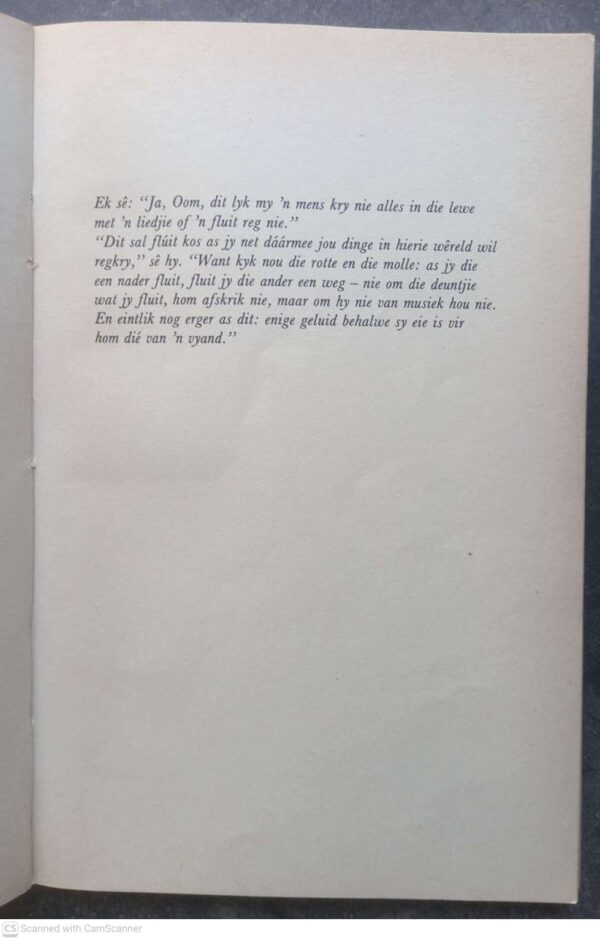 Ek sê: “Ja, Oom, dit lyk my ’n mens kry nie alles in die lewe
met ’n liedjie of ’n fluit reg nie.”
“Dit sal flúit kos as jy net dáármee jou dinge in hierie wêreld wil
regkry,” sê hy. “Want kyk nou die rotte en die molle: as jy die
een nader fluit, fluit jy die ander een weg – nie om die deuntjie
wat jy fluit, hom afskrik nie, maar om hy nie van musiek hou nie.
En eintlik nog erger as dit: enige geluid behalwe sy eie is vir
hom dié van ’n vyand.”
CS Scanned with CamScanner